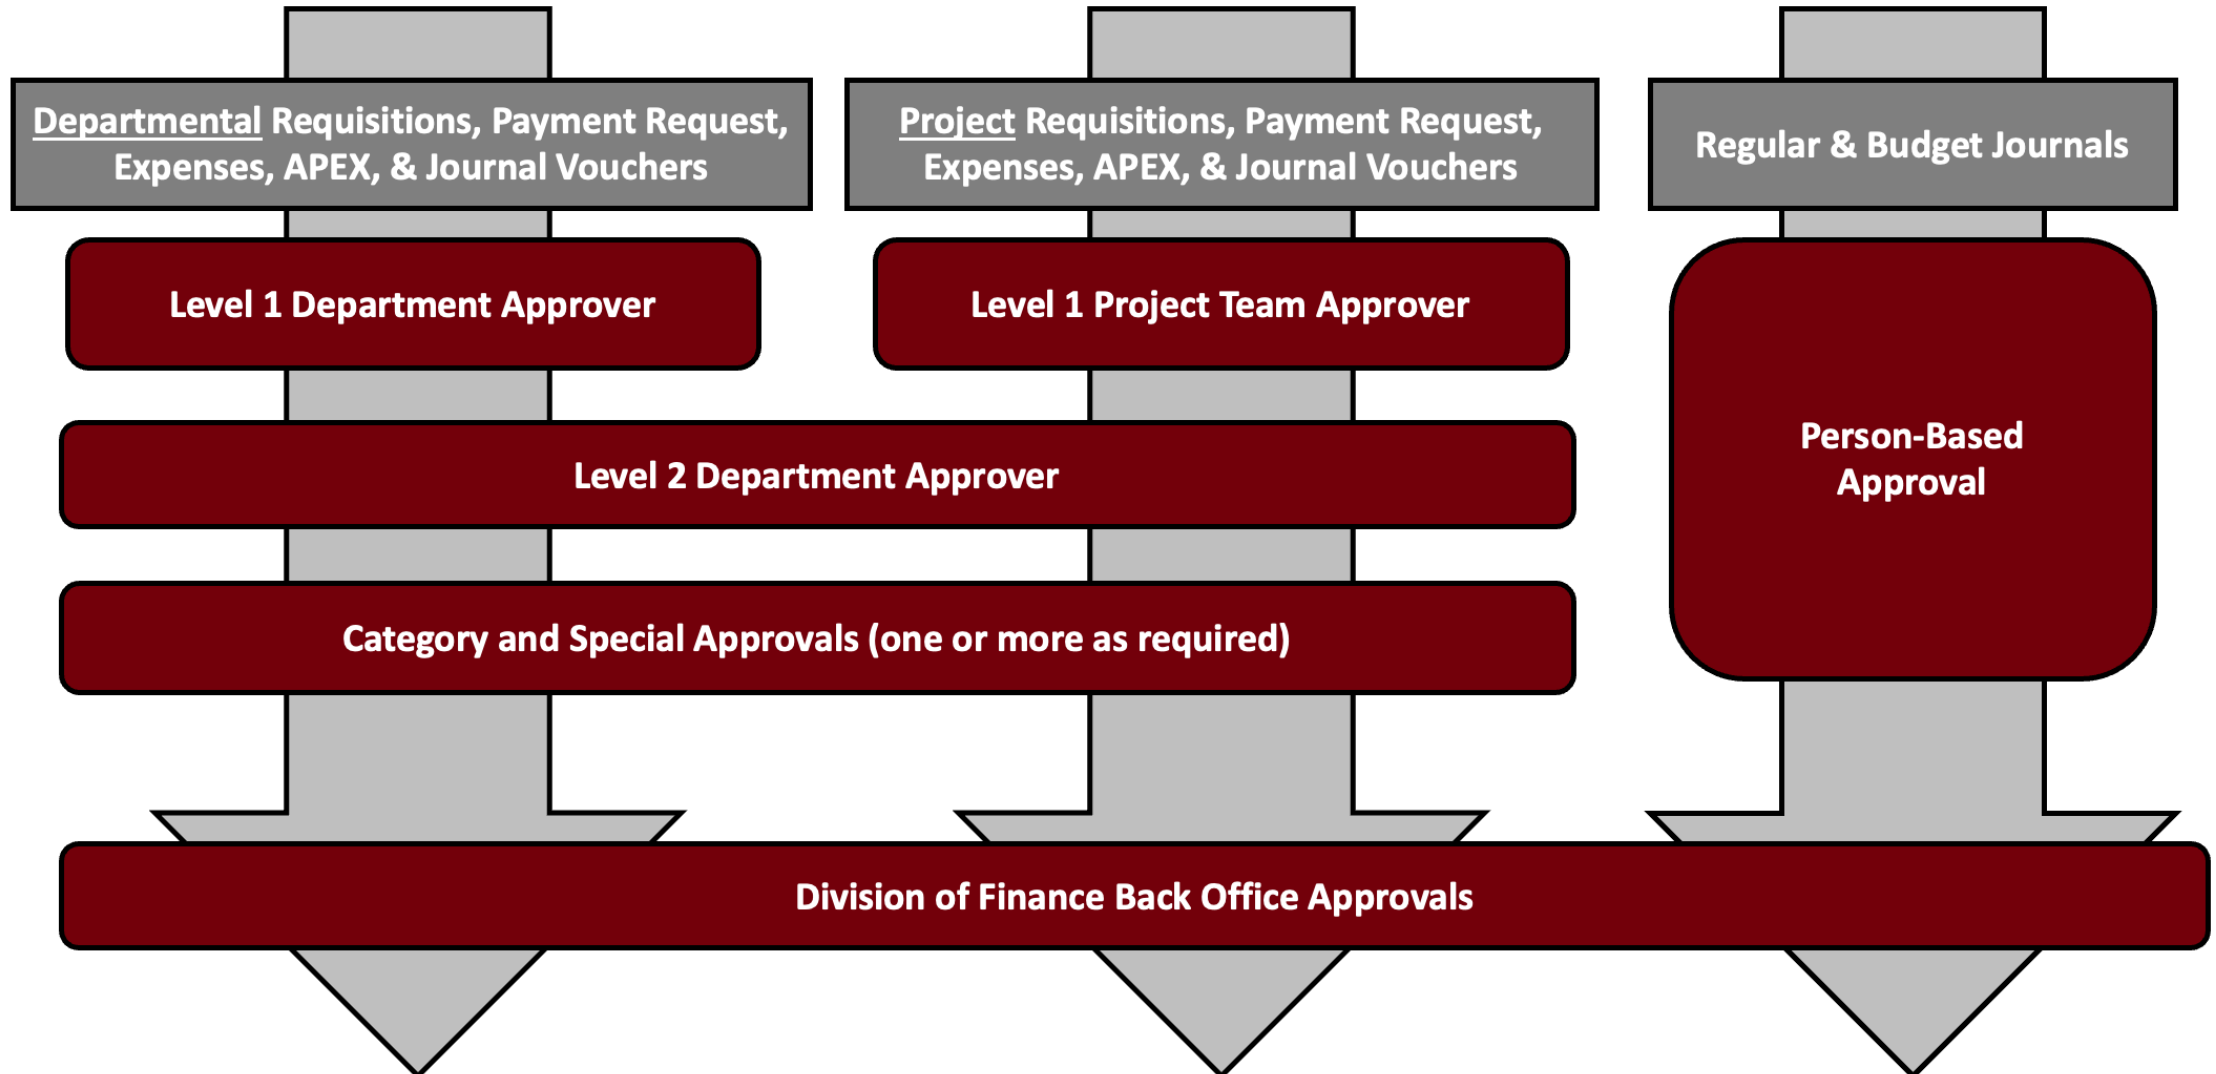 Departmental Requisitions, Payment Request,
Expenses, APEX, & Journal Vouchers
Project Requisitions, Payment Request,
Expenses, APEX, & Journal Vouchers
Regular & Budget Journals
Level 1 Department Approver
Level 1 Project Team Approver
Person-Based
Approval
Level 2 Department Approver
Category and Special Approvals (one or more as required)
Division of Finance Back Office Approvals